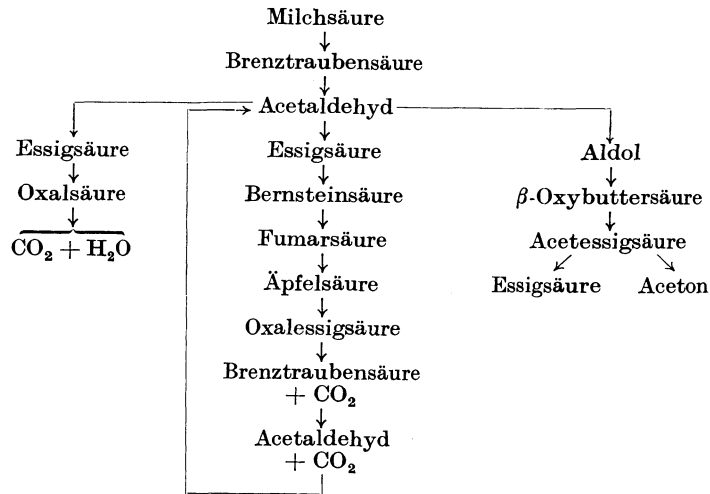 Milchsäure
Brenztraubensäure
Acetaldehyd
Essigsäure
Oxalsäure
CO₂ + H₂O
Essigsäure
Bernsteinsäure
Fumarsäure
Äpfelsäure
Oxalessigsäure
Brenztraubensäure
+ CO₂
Acetaldehyd
+ CO₂
Aldol
β-Oxybuttersäure
Acetessigsäure
Essigsäure Aceton